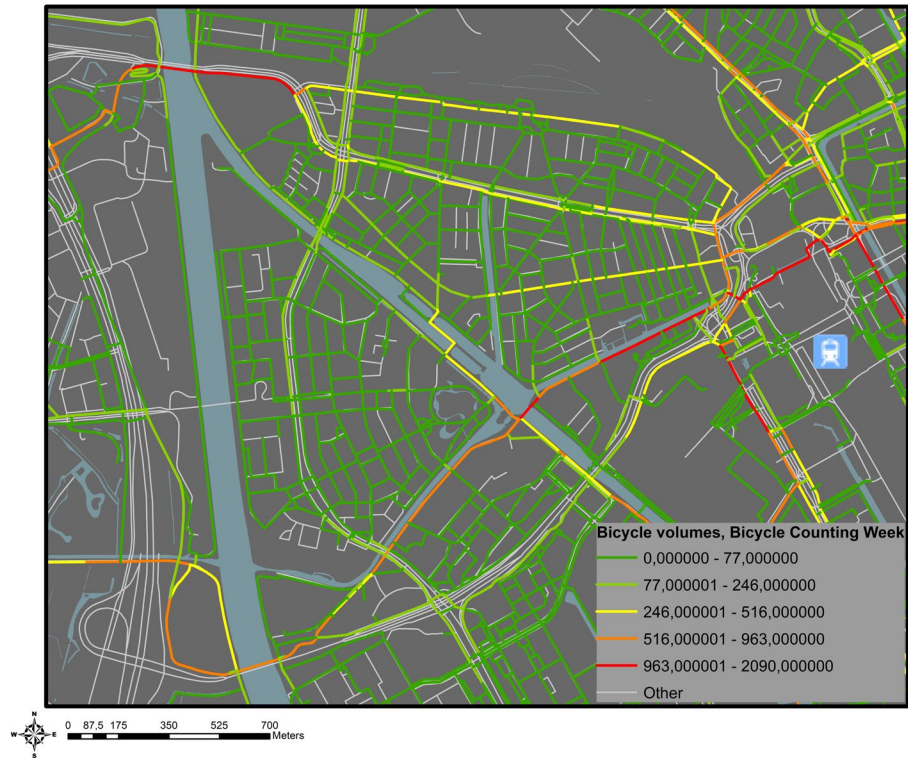 Bicycle volumes, Bicycle Counting Week
0,000000 - 77,000000
77,000001 - 246,000000
246,000001 - 516,000000
516,000001 - 963,000000
963,000001 - 2090,000000
Other
N
W E
S
0 87,5 175 350 525 700
Meters